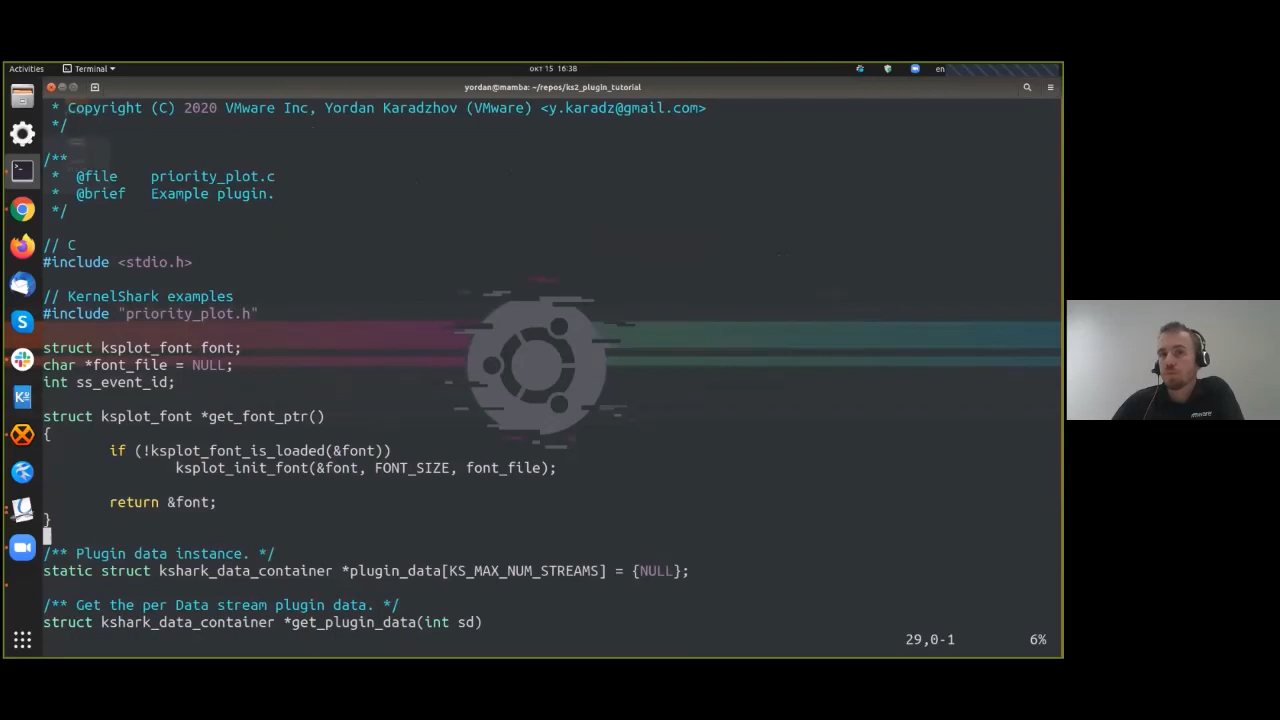 Activities
Terminal
окт 15 16:38
en
yordan@mamba: ~/repos/ks2_plugin_tutorial
* Copyright (C) 2020 VMware Inc, Yordan Karadzhov (VMware) <y.karadz@gmail.com>
*/
/**
* @file priority_plot.c
* @brief Example plugin.
*/
// C
#include <stdio.h>
// KernelShark examples
#include "priority_plot.h"
struct ksplot_font font;
char *font_file = NULL;
int ss_event_id;
struct ksplot_font *get_font_ptr()
{
if (!ksplot_font_is_loaded(&font))
ksplot_init_font(&font, FONT_SIZE, font_file);
return &font;
}
/** Plugin data instance. */
static struct kshark_data_container *plugin_data[KS_MAX_NUM_STREAMS] = {NULL};
/** Get the per Data stream plugin data. */
struct kshark_data_container *get_plugin_data(int sd)
29,0-1 6%
vmware